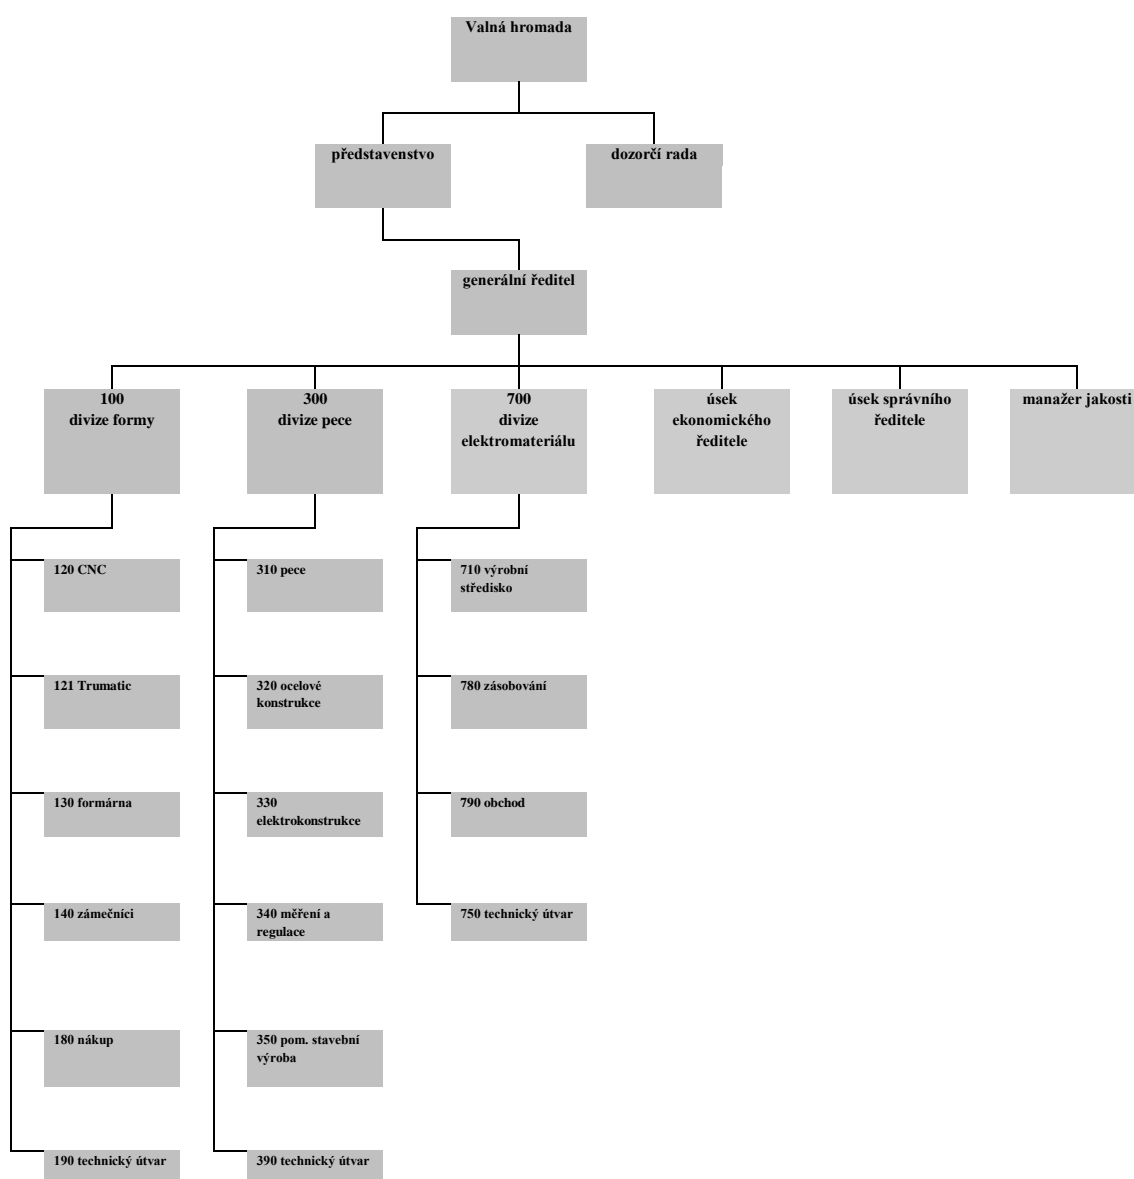 Valná hromada
představenstvo
dozorčí rada
generální ředitel
100
divize formy
300
divize pece
700
divize
elektromateriálu
úsek
ekonomického
ředitele
úsek správního
ředitele
manažer jakosti
120 CNC
121 Trumatic
130 formárna
140 zámečníci
180 nákup
190 technický útvar
310 pece
320 ocelové
konstrukce
330
elektrokonstrukce
340 měření a
regulace
350 pom. stavební
výroba
390 technický útvar
710 výrobní
středisko
780 zásobování
790 obchod
750 technický útvar